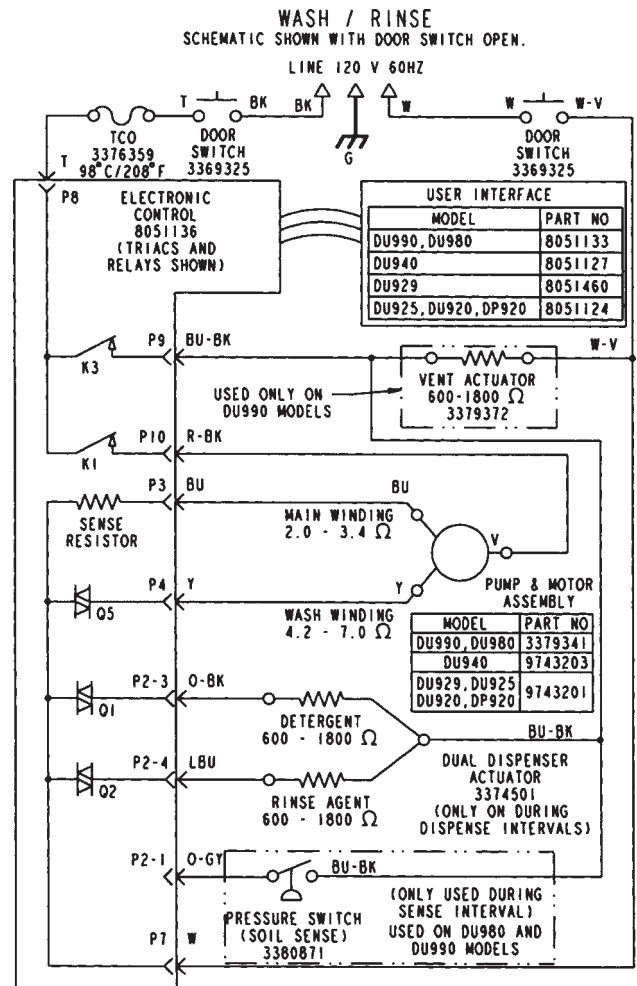 WASH / RINSE
SCHEMATIC SHOWN WITH DOOR SWITCH OPEN.
LINE 120 V 60HZ
T BK BK W W W-V
TCO
3376359
98°C/208°F
DOOR
SWITCH
3369325
G
DOOR
SWITCH
3369325
T
P8
ELECTRONIC
CONTROL
8051136
(TRIACS AND
RELAYS SHOWN)
USER INTERFACE
MODEL PART NO
DU990,DU980 8051133
DU940 8051127
DU929 8051460
DU925,DU920,DP920 8051124
K3 P9 BU-BK W-V
USED ONLY ON
DU990 MODELS
VENT ACTUATOR
600-1800 Ω
3379372
K1 P10 R-BK
P3 BU BU
SENSE
RESISTOR
MAIN WINDING
2.0 - 3.4 Ω
V
Q5 P4 Y Y
WASH WINDING
4.2 - 7.0 Ω
PUMP & MOTOR
ASSEMBLY
MODEL PART NO
DU990,DU980 3379341
DU940 9743203
DU929,DU925
DU920,DP920 9743201
Q1 P2-3 O-BK
DETERGENT
600 - 1800 Ω
BU-BK
Q2 P2-4 LBU
RINSE AGENT
600 - 1800 Ω
DUAL DISPENSER
ACTUATOR
3374501
(ONLY ON DURING
DISPENSE INTERVALS)
P2-1 O-GY BU-BK
PRESSURE SWITCH
(SOIL SENSE)
3380871
(ONLY USED DURING
SENSE INTERVAL)
USED ON DU980 AND
DU990 MODELS
P7 W